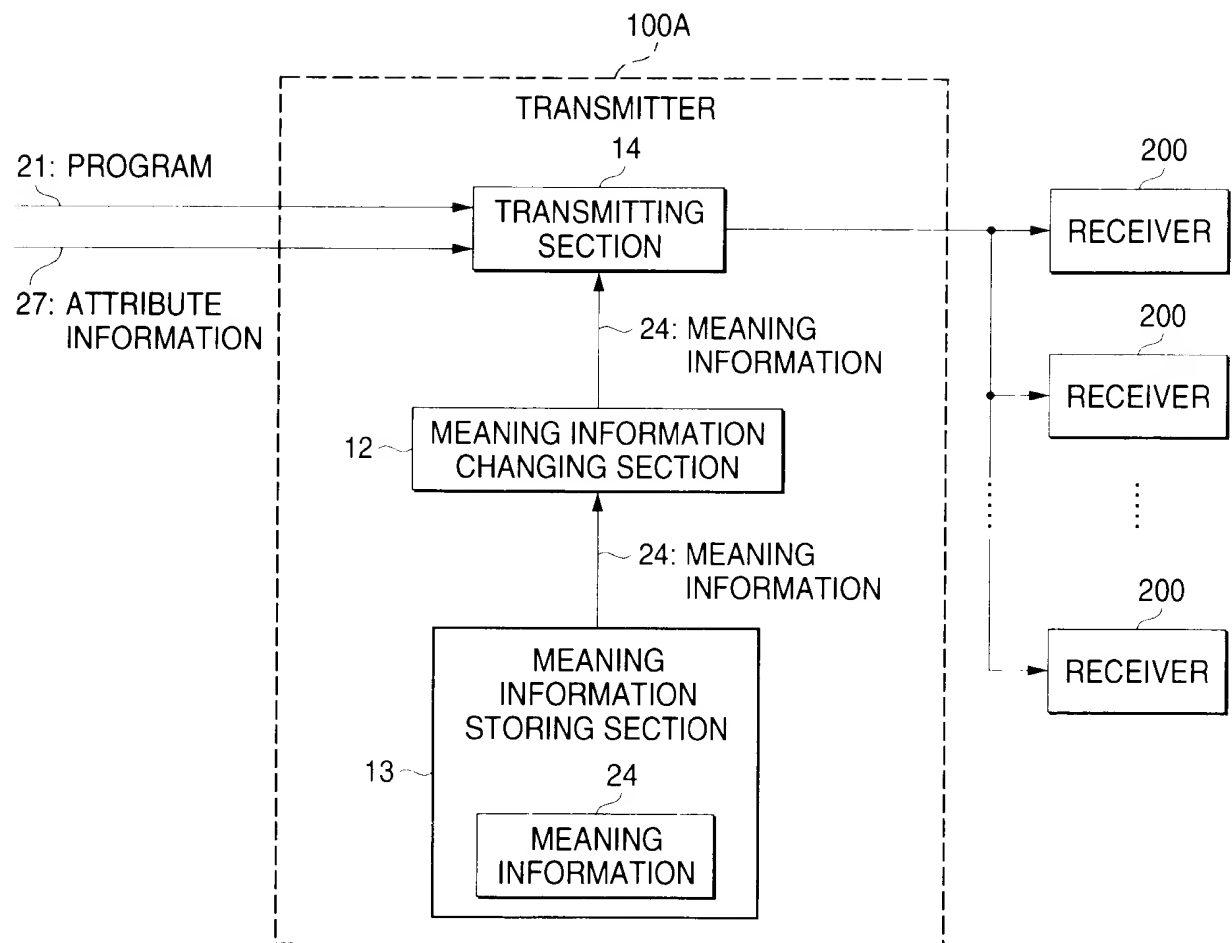 100A
TRANSMITTER
21: PROGRAM
14
200
TRANSMITTING
SECTION
RECEIVER
27: ATTRIBUTE
INFORMATION
24: MEANING
INFORMATION
200
RECEIVER
12
MEANING INFORMATION
CHANGING SECTION
24: MEANING
INFORMATION
200
RECEIVER
MEANING
INFORMATION
STORING SECTION
13
24
MEANING
INFORMATION